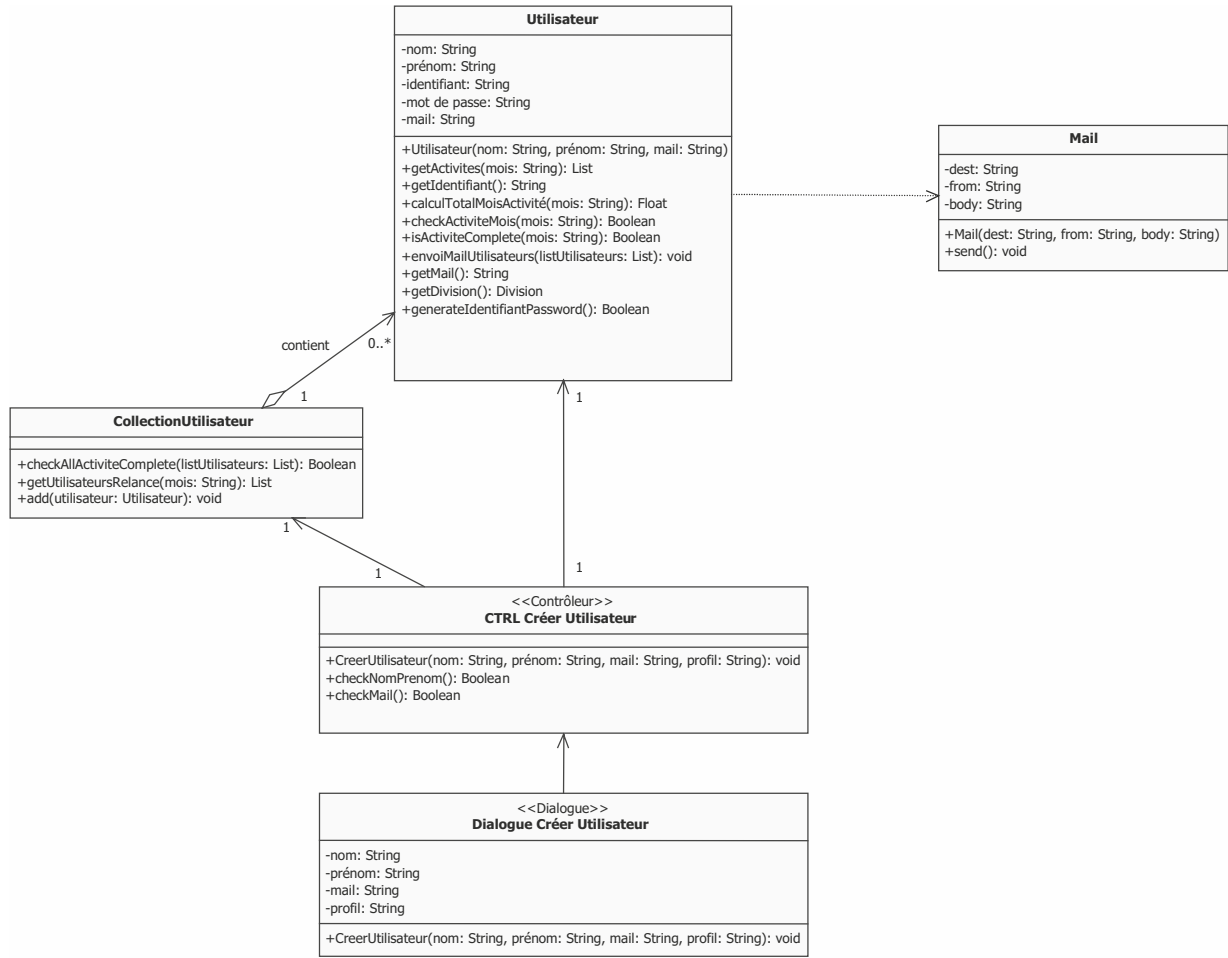 Utilisateur
-nom: String
-prénom: String
-identifiant: String
-mot de passe: String
-mail: String
+Utilisateur(nom: String, prénom: String, mail: String)
+getActivites(mois: String): List
+getIdentifiant(): String
+calculTotalMoisActivité(mois: String): Float
+checkActiviteMois(mois: String): Boolean
+isActiviteComplete(mois: String): Boolean
+envoiMailUtilisateurs(listUtilisateurs: List): void
+getMail(): String
+getDivision(): Division
+generateIdentifiantPassword(): Boolean
Mail
-dest: String
-from: String
-body: String
+Mail(dest: String, from: String, body: String)
+send(): void
contient
0..*
1
1
CollectionUtilisateur
+checkAllActiviteComplete(listUtilisateurs: List): Boolean
+getUtilisateursRelance(mois: String): List
+add(utilisateur: Utilisateur): void
1
1
1
<<Contrôleur>>
CTRL Créer Utilisateur
+CreerUtilisateur(nom: String, prénom: String, mail: String, profil: String): void
+checkNomPrenom(): Boolean
+checkMail(): Boolean
<<Dialogue>>
Dialogue Créer Utilisateur
-nom: String
-prénom: String
-mail: String
-profil: String
+CreerUtilisateur(nom: String, prénom: String, mail: String, profil: String): void